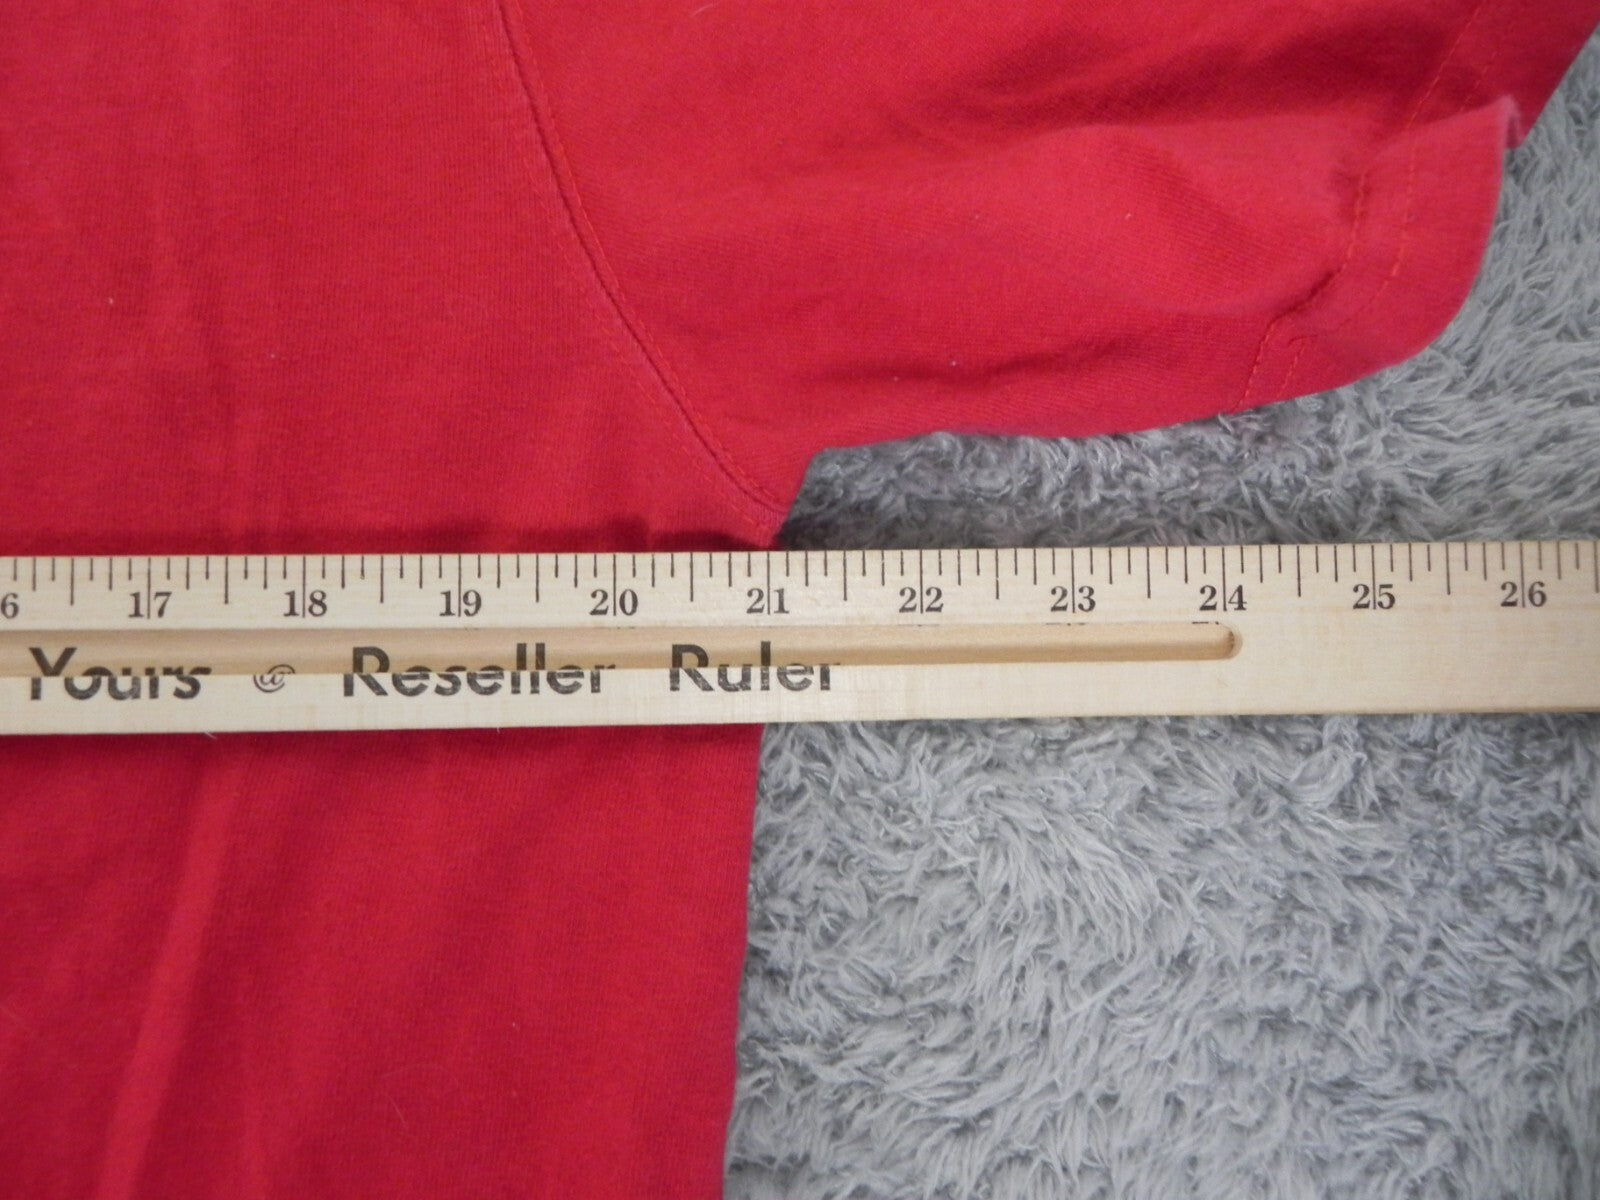 6 17 18 19 20 21 22 23 24 25 26
Yours @ Reseller Ruler